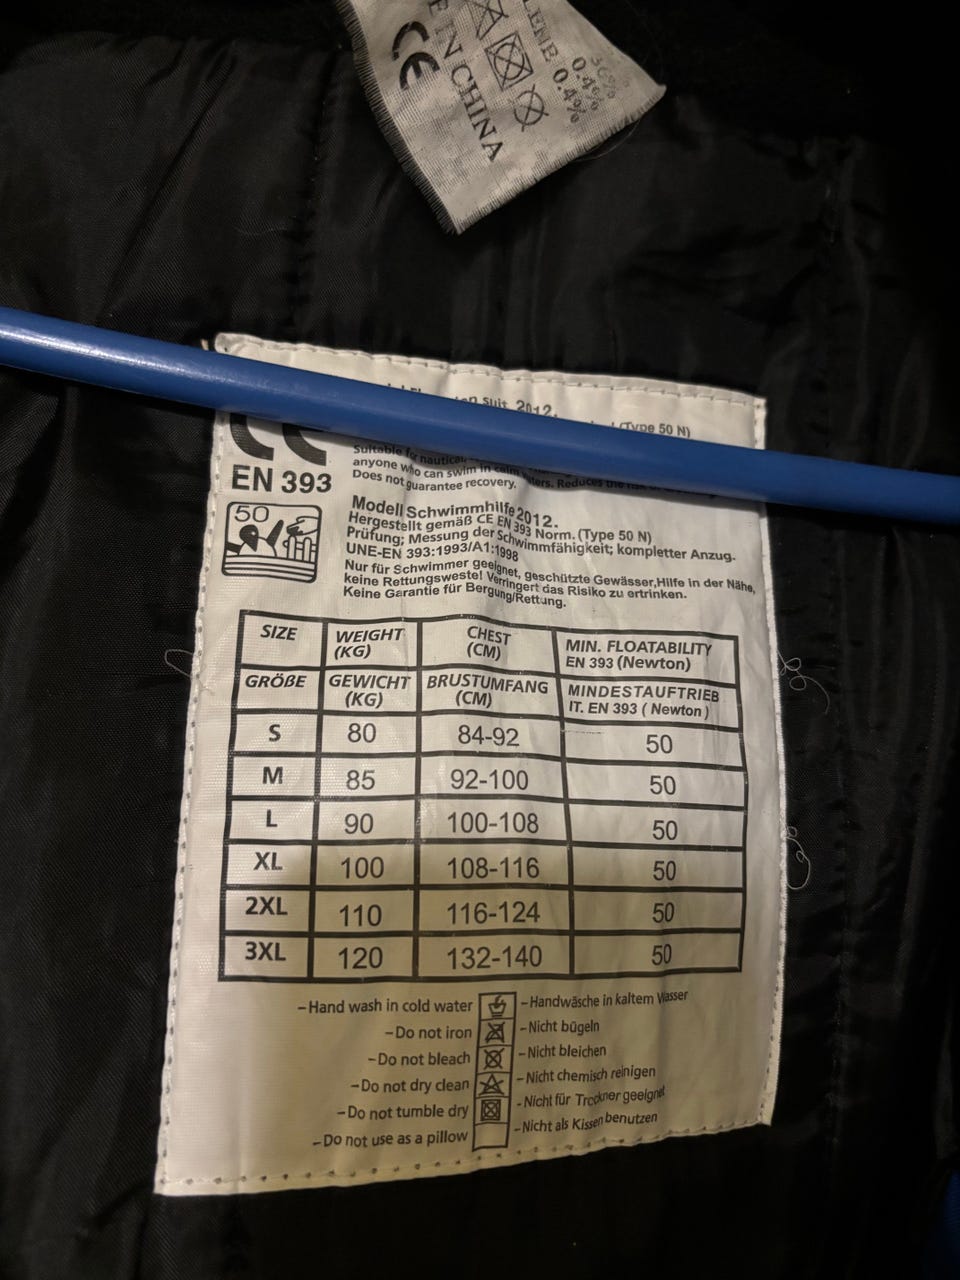 CE
E IN CHINA
LENE 0.4%
0.4%
on suit 2012.
(Type 50 N)
CE
EN 393
50
Suitable for nautical
anyone who can swim in calm waters. Reduces the risk
Does not guarantee recovery.
Modell Schwimmhilfe 2012.
Hergestellt gemäß CE EN 393 Norm. (Type 50 N)
Prüfung; Messung der Schwimmfähigkeit; kompletter Anzug.
UNE-EN 393:1993/A1:1998
Nur für Schwimmer geeignet, geschützte Gewässer,Hilfe in der Nähe,
keine Rettungsweste! Verringert das Risiko zu ertrinken.
Keine Garantie für Bergung/Rettung.
SIZE WEIGHT (KG) CHEST (CM) MIN. FLOATABILITY EN 393 (Newton)
GRÖßE GEWICHT (KG) BRUSTUMFANG (CM) MINDESTAUFTRIEB IT. EN 393 ( Newton )
S 80 84-92 50
M 85 92-100 50
L 90 100-108 50
XL 100 108-116 50
2XL 110 116-124 50
3XL 120 132-140 50
–Hand wash in cold water –Handwäsche in kaltem Wasser
–Do not iron –Nicht bügeln
–Do not bleach –Nicht bleichen
–Do not dry clean –Nicht chemisch reinigen
–Do not tumble dry -Nicht für Trockner geeignet
–Do not use as a pillow –Nicht als Kissen benutzen